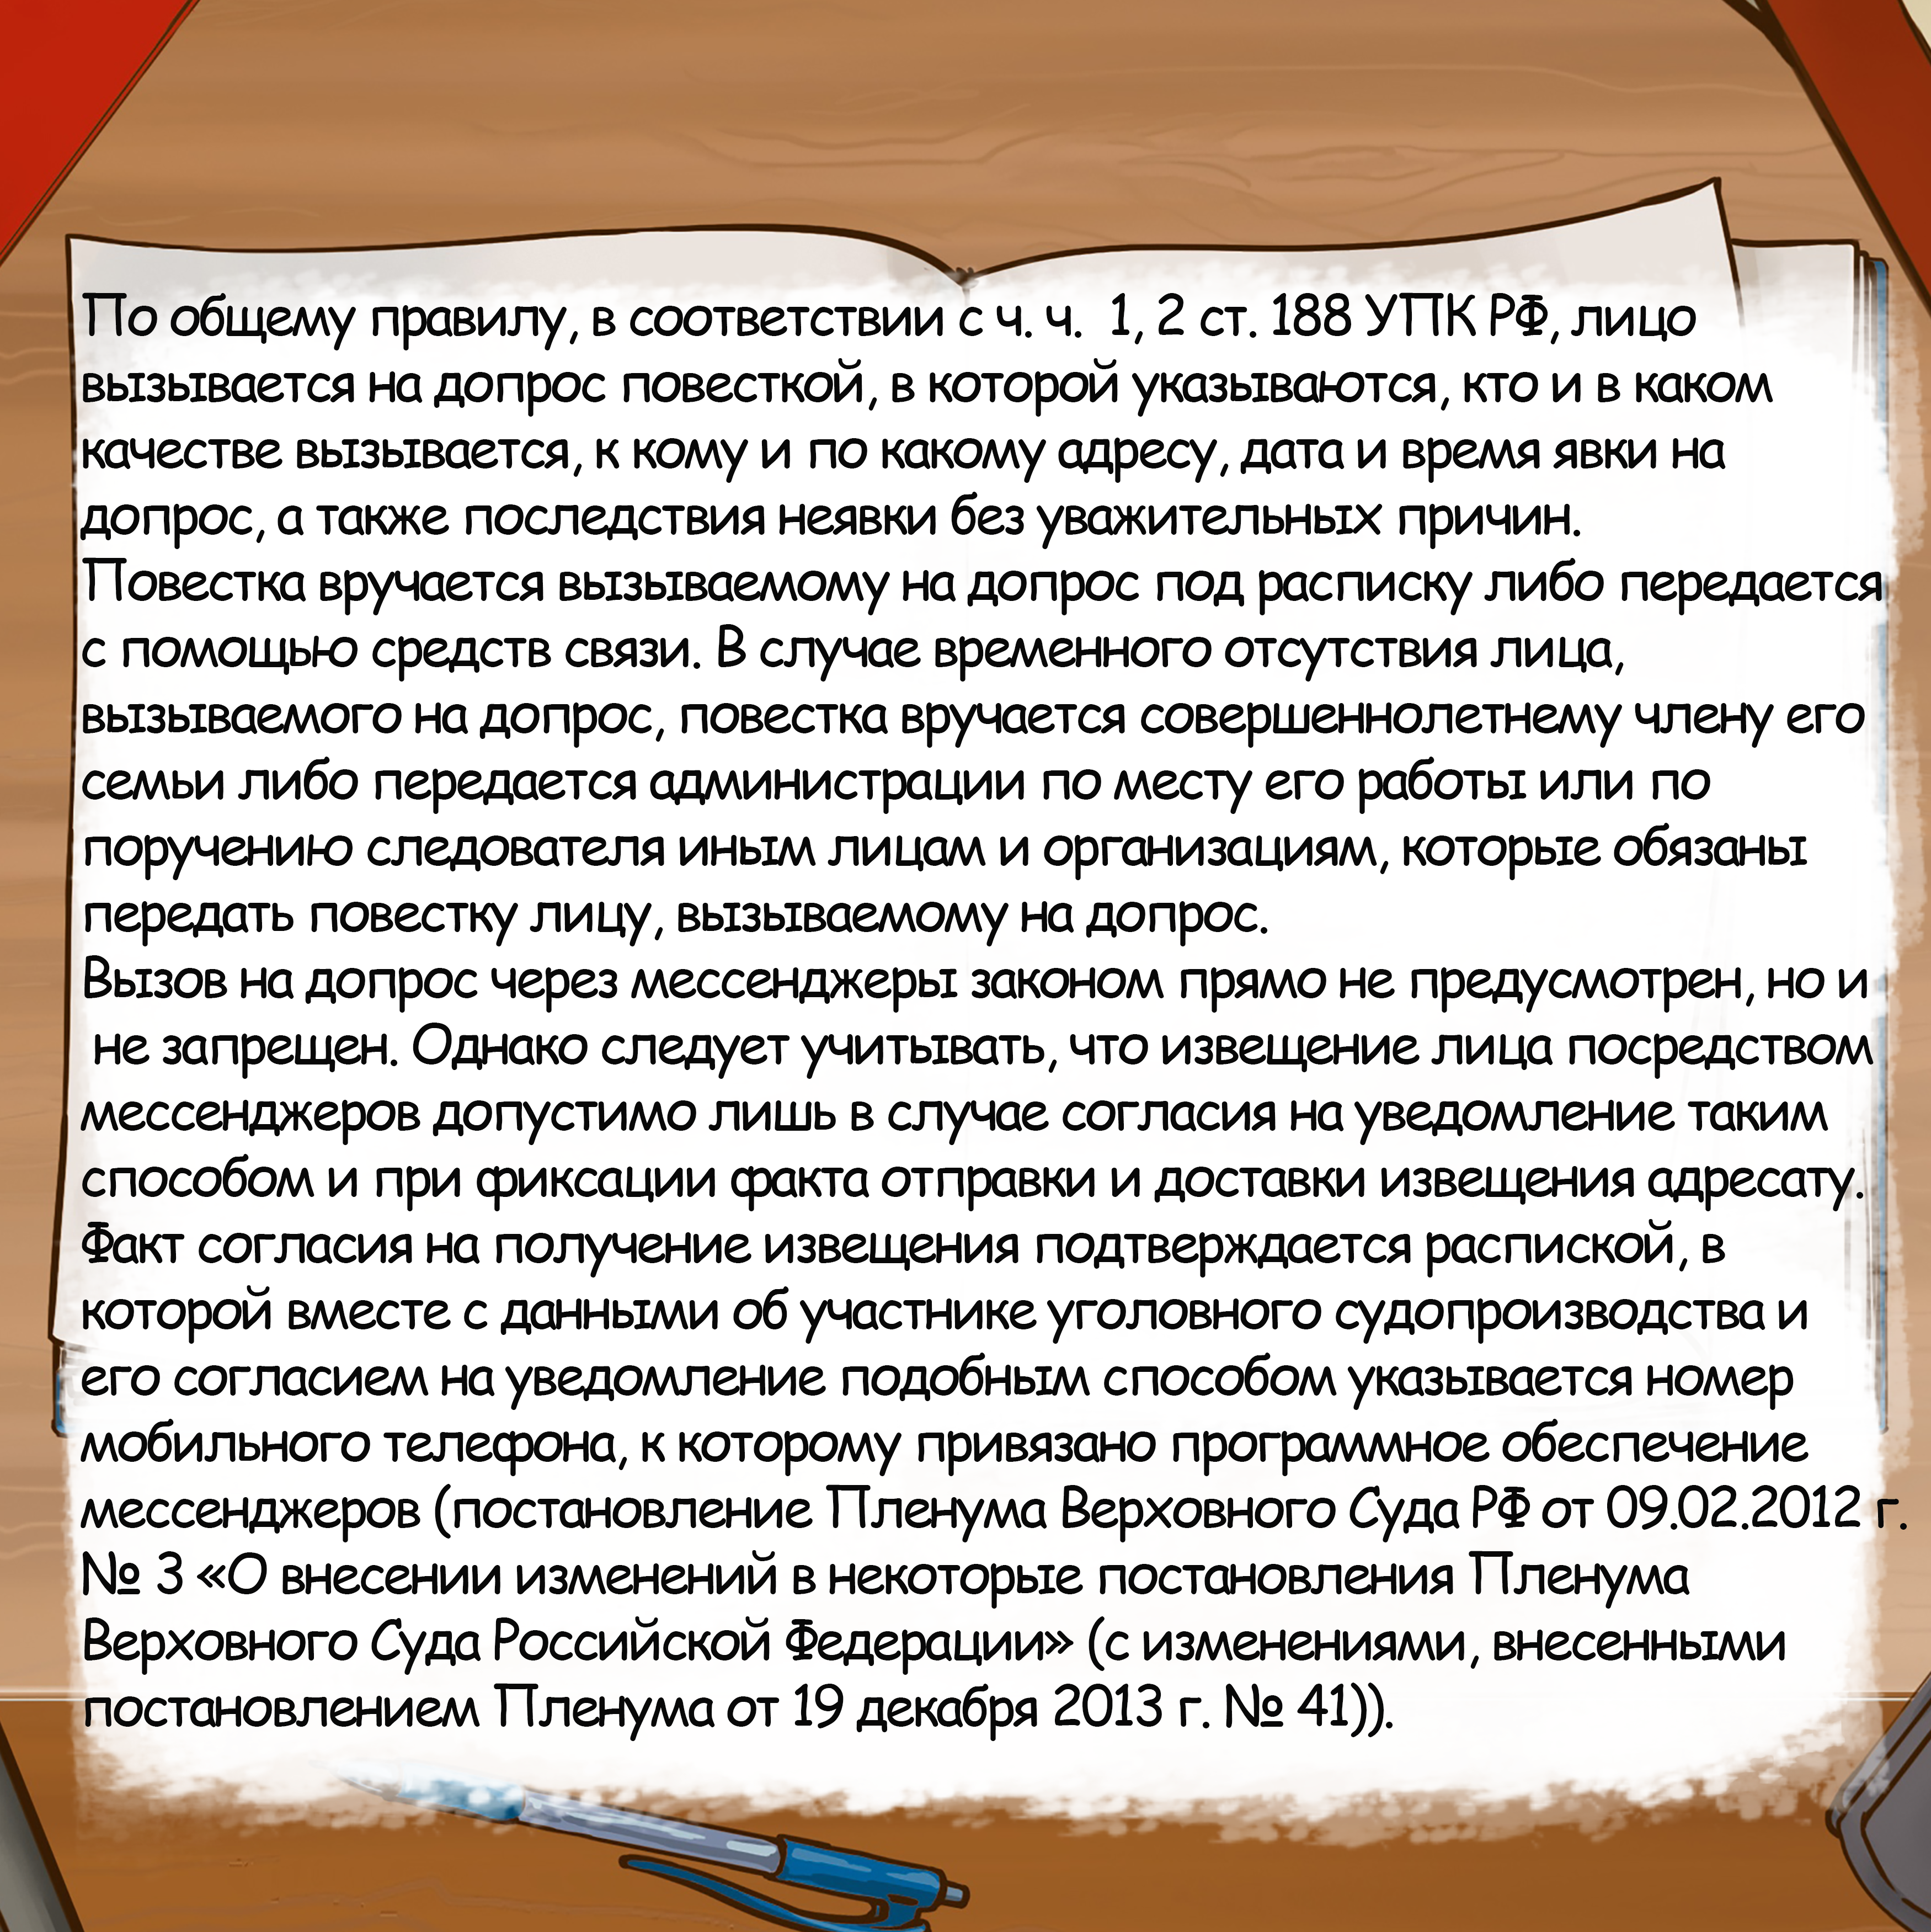 По общему правилу, в соответствии с ч. ч.  1, 2 ст. 188 УПК РФ, лицо
вызывается на допрос повесткой, в которой указываются, кто и в каком
качестве вызывается, к кому и по какому адресу, дата и время явки на
допрос, а также последствия неявки без уважительных причин.
Повестка вручается вызываемому на допрос под расписку либо передается
с помощью средств связи. В случае временного отсутствия лица,
вызываемого на допрос, повестка вручается совершеннолетнему члену его
семьи либо передается администрации по месту его работы или по
поручению следователя иным лицам и организациям, которые обязаны
передать повестку лицу, вызываемому на допрос.
Вызов на допрос через мессенджеры законом прямо не предусмотрен, но и
не запрещен. Однако следует учитывать, что извещение лица посредством
мессенджеров допустимо лишь в случае согласия на уведомление таким
способом и при фиксации факта отправки и доставки извещения адресату.
Факт согласия на получение извещения подтверждается распиской, в
которой вместе с данными об участнике уголовного судопроизводства и
его согласием на уведомление подобным способом указывается номер
мобильного телефона, к которому привязано программное обеспечение
мессенджеров (постановление Пленума Верховного Суда РФ от 09.02.2012 г.
№ 3 «О внесении изменений в некоторые постановления Пленума
Верховного Суда Российской Федерации» (с изменениями, внесенными
постановлением Пленума от 19 декабря 2013 г. № 41)).